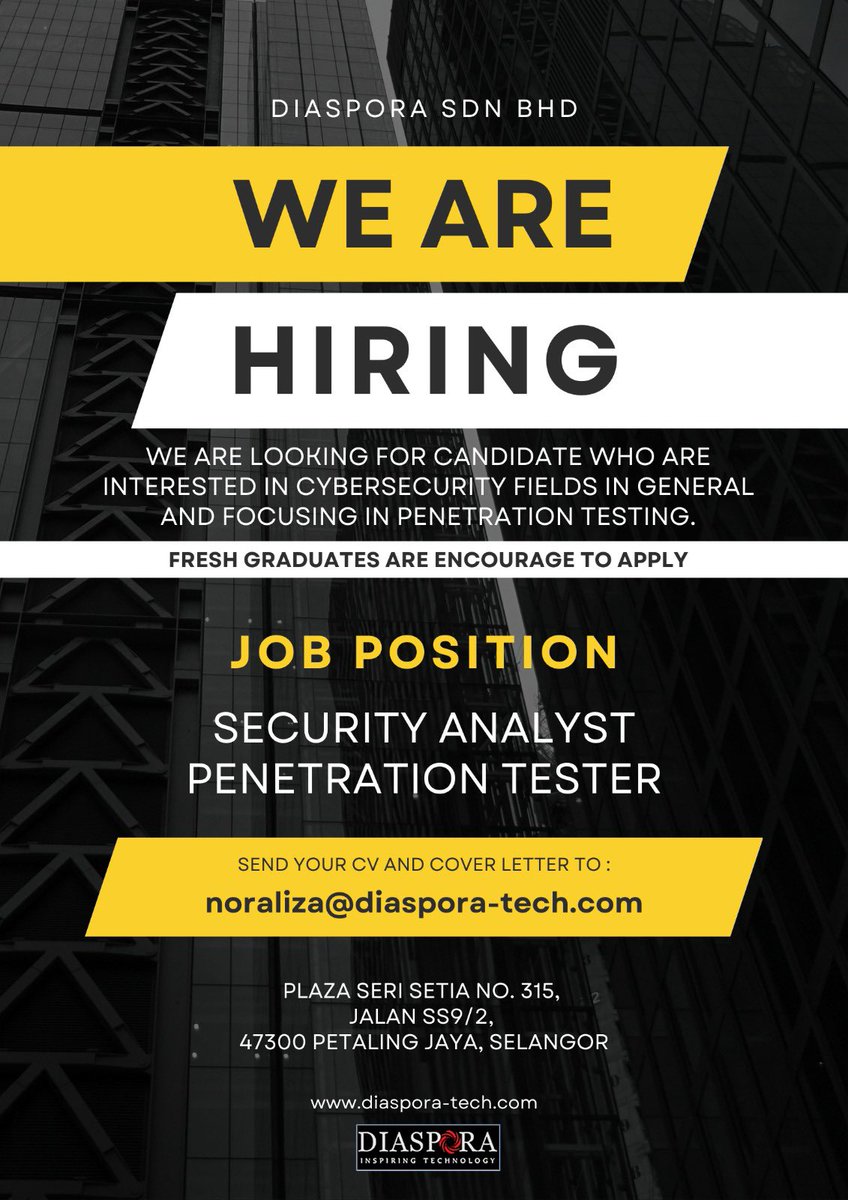 DIASPORA SDN BHD
WE ARE
HIRING
WE ARE LOOKING FOR CANDIDATE WHO ARE
INTERESTED IN CYBERSECURITY FIELDS IN GENERAL
AND FOCUSING IN PENETRATION TESTING.
FRESH GRADUATES ARE ENCOURAGE TO APPLY
JOB POSITION
SECURITY ANALYST
PENETRATION TESTER
SEND YOUR CV AND COVER LETTER TO :
noraliza@diaspora-tech.com
PLAZA SERI SETIA NO. 315,
JALAN SS9/2,
47300 PETALING JAYA, SELANGOR
www.diaspora-tech.com
DIASPORA
INSPIRING TECHNOLOGY